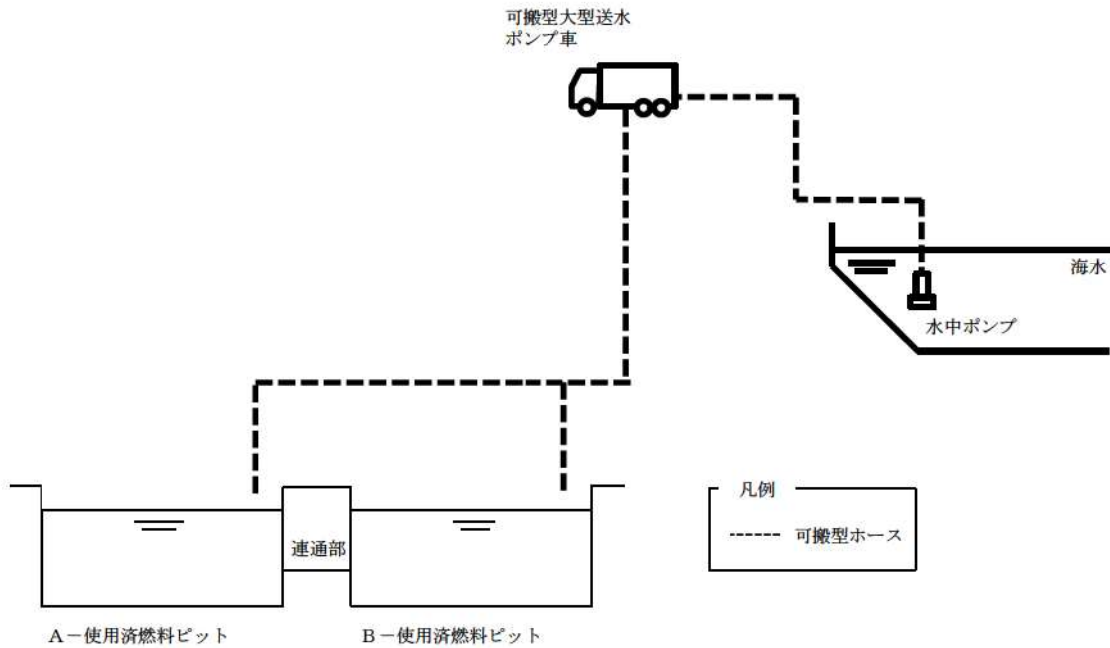 可搬型大型送水
ポンプ車
海水
水中ポンプ
連通部
凡例
可搬型ホース
A－使用済燃料ピット
B－使用済燃料ピット